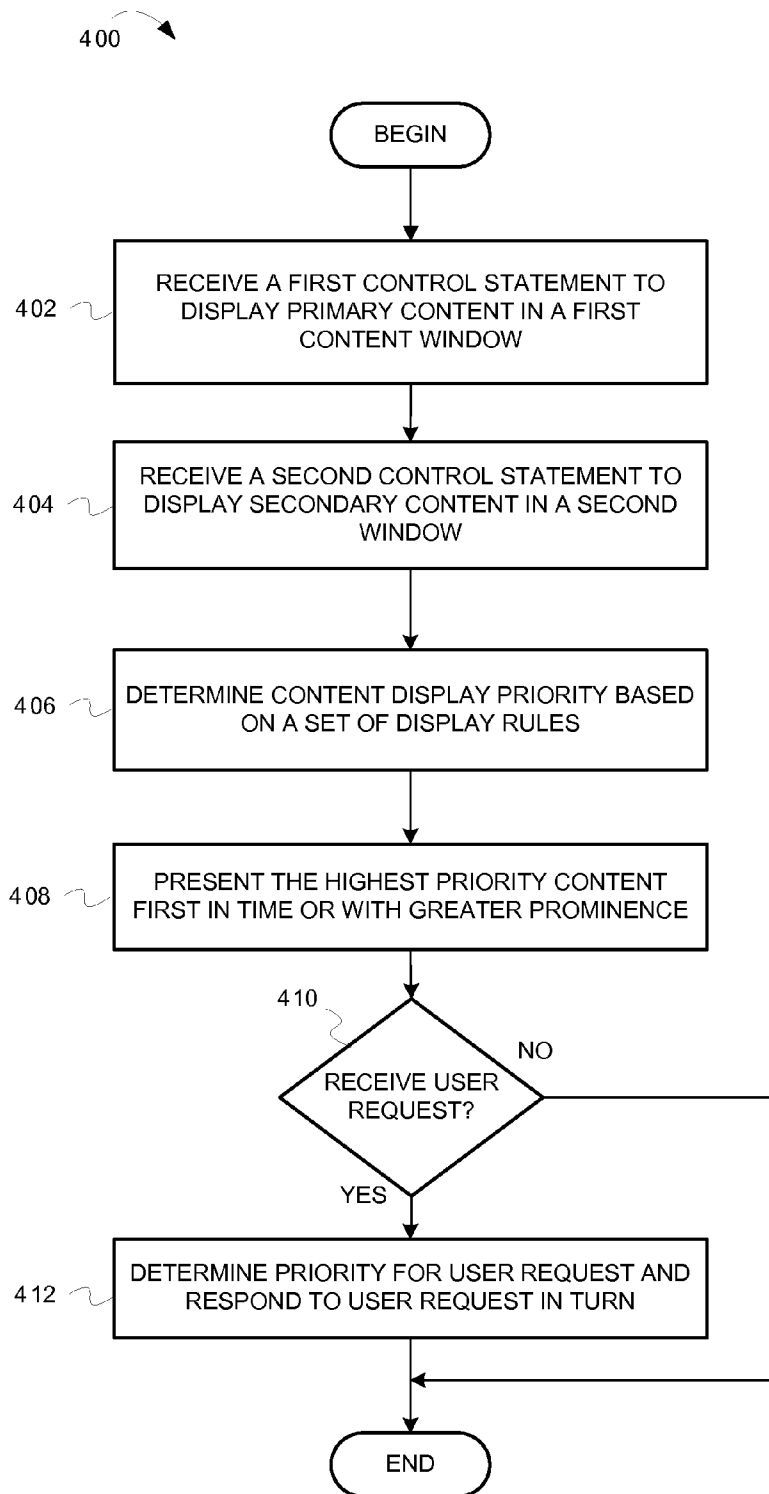 400
BEGIN
402
RECEIVE A FIRST CONTROL STATEMENT TO
DISPLAY PRIMARY CONTENT IN A FIRST
CONTENT WINDOW
404
RECEIVE A SECOND CONTROL STATEMENT TO
DISPLAY SECONDARY CONTENT IN A SECOND
WINDOW
406
DETERMINE CONTENT DISPLAY PRIORITY BASED
ON A SET OF DISPLAY RULES
408
PRESENT THE HIGHEST PRIORITY CONTENT
FIRST IN TIME OR WITH GREATER PROMINENCE
410
NO
RECEIVE USER
REQUEST?
YES
412
DETERMINE PRIORITY FOR USER REQUEST AND
RESPOND TO USER REQUEST IN TURN
END